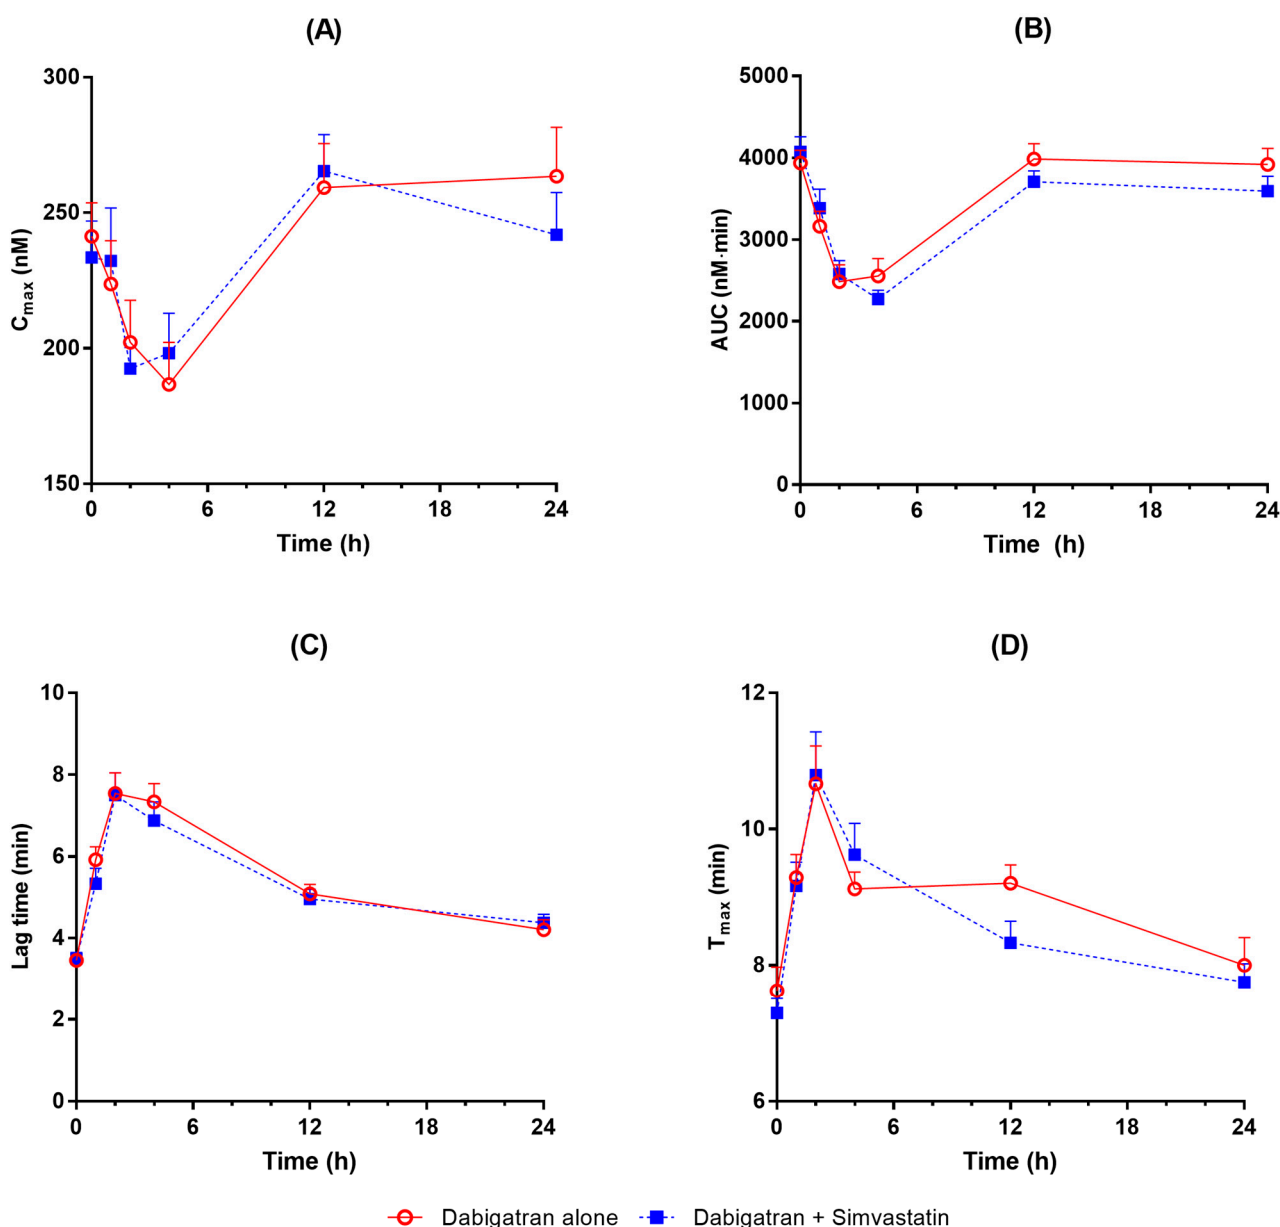 (A)
300
250
200
150
Cmax (nM)
0 6 12 18 24
Time (h)
(B)
5000
4000
3000
2000
1000
0
AUC (nM·min)
0 6 12 18 24
Time (h)
(C)
10
8
6
4
2
0
Lag time (min)
0 6 12 18 24
Time (h)
(D)
12
10
8
6
Tmax (min)
0 6 12 18 24
Time (h)
Dabigatran alone Dabigatran + Simvastatin